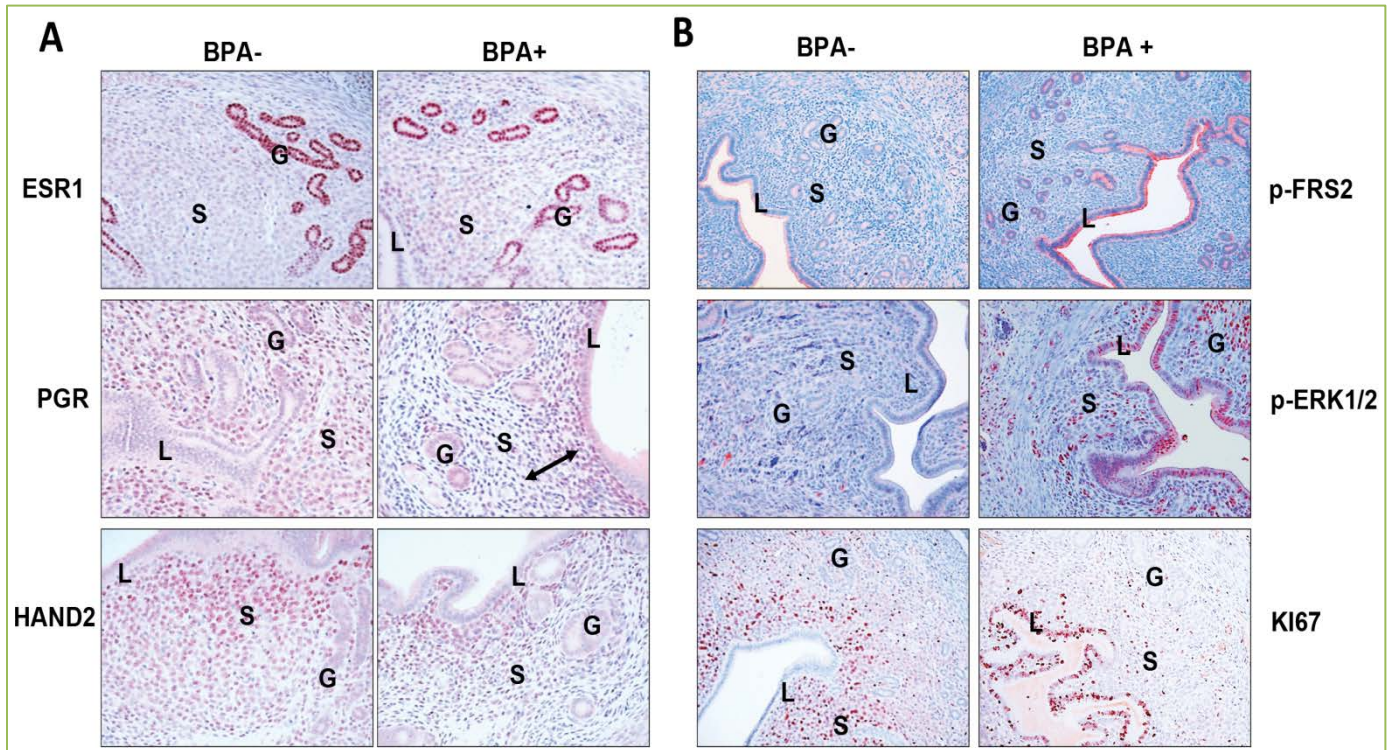 A
BPA-
BPA+
B
BPA-
BPA +
ESR1
G
S
G
S
L
G
S
L
S
G
L
p-FRS2
PGR
G
S
L
L
S
G
S
L
G
L
G
S
p-ERK1/2
HAND2
L
S
G
L
G
S
G
L
S
G
L
S
KI67